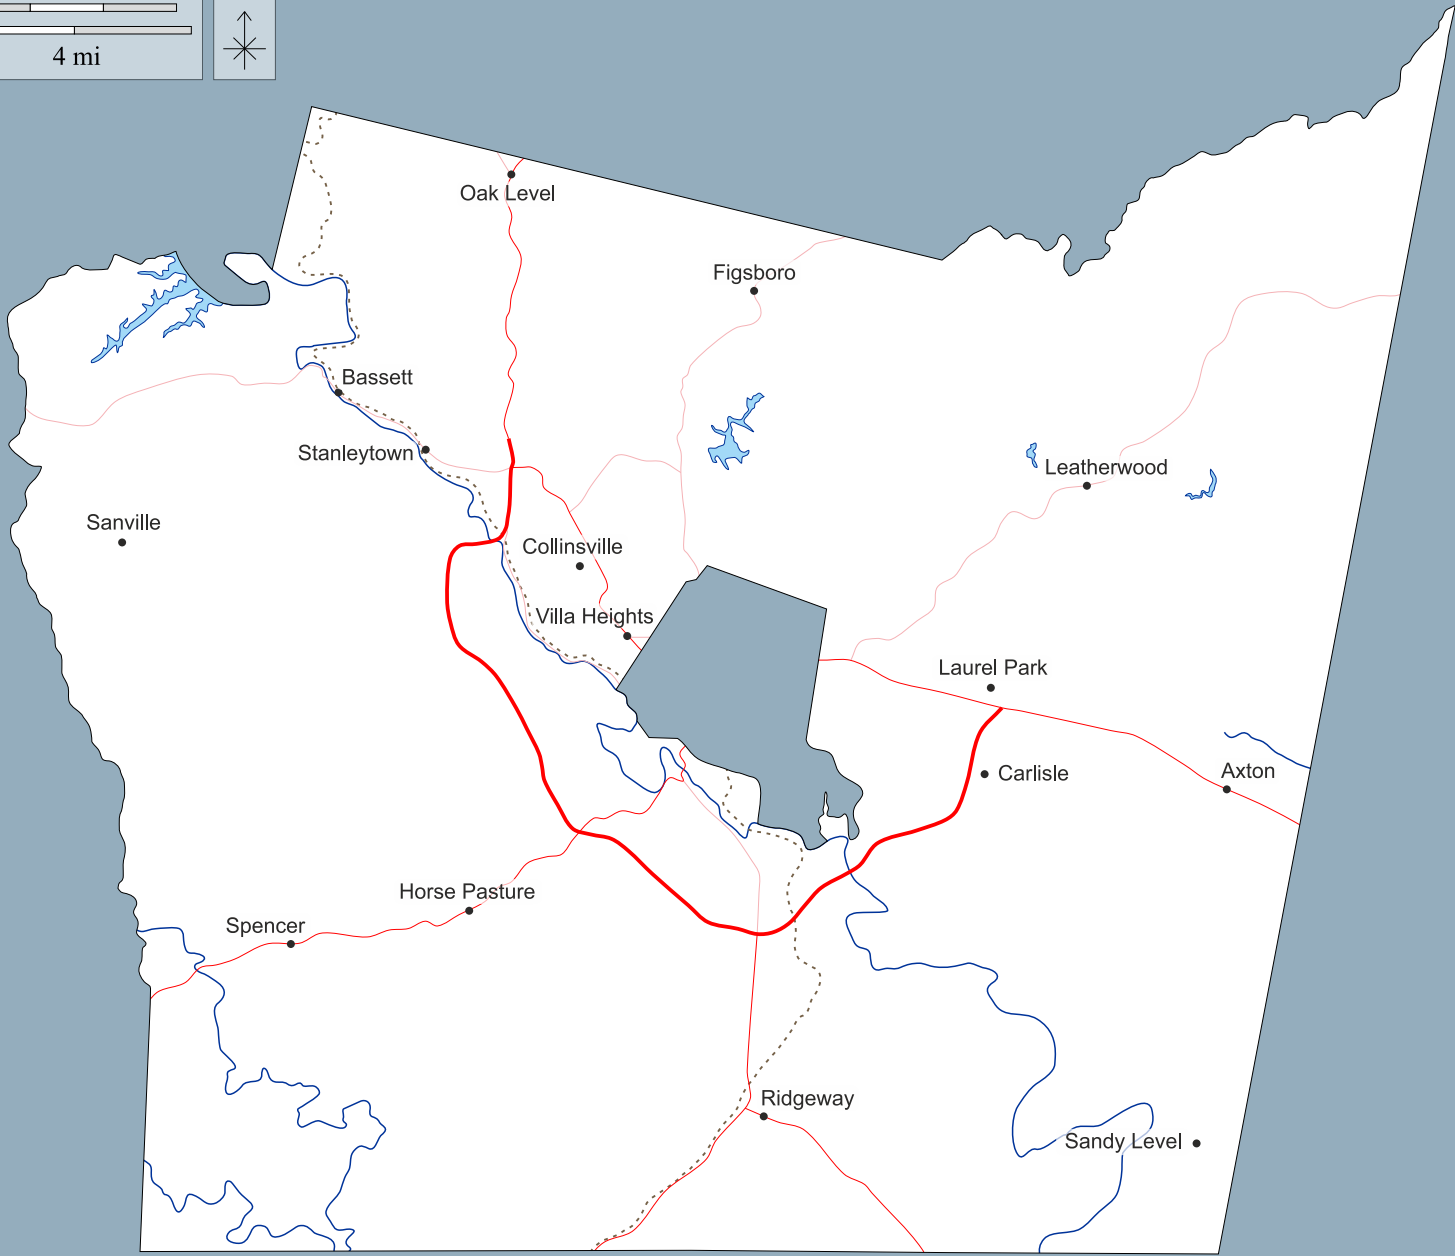 4 mi
Oak Level
Figsboro
Bassett
Stanleytown
Leatherwood
Sanville
Collinsville
Villa Heights
Laurel Park
Carlisle
Axton
Horse Pasture
Spencer
Ridgeway
Sandy Level